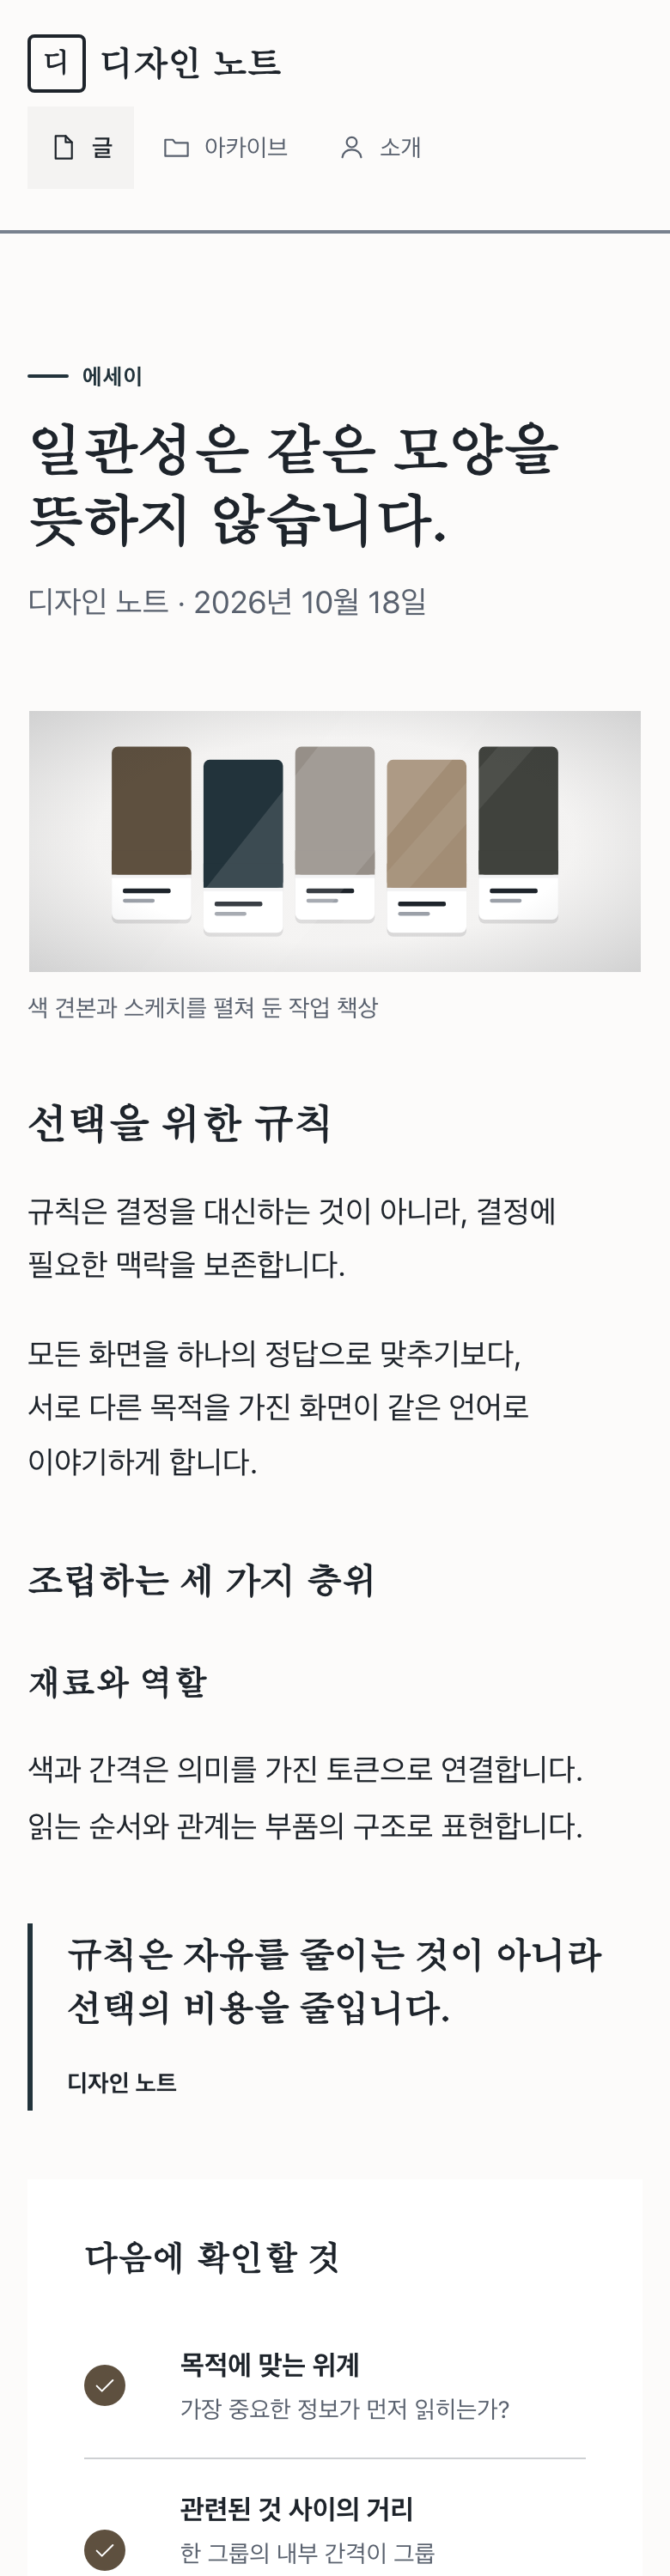 디 디자인 노트
글 아카이브 소개
에세이
일관성은 같은 모양을
뜻하지 않습니다.
디자인 노트 · 2026년 10월 18일
색 견본과 스케치를 펼쳐 둔 작업 책상
선택을 위한 규칙
규칙은 결정을 대신하는 것이 아니라, 결정에
필요한 맥락을 보존합니다.
모든 화면을 하나의 정답으로 맞추기보다,
서로 다른 목적을 가진 화면이 같은 언어로
이야기하게 합니다.
조립하는 세 가지 층위
재료와 역할
색과 간격은 의미를 가진 토큰으로 연결합니다.
읽는 순서와 관계는 부품의 구조로 표현합니다.
규칙은 자유를 줄이는 것이 아니라
선택의 비용을 줄입니다.
디자인 노트
다음에 확인할 것
목적에 맞는 위계
가장 중요한 정보가 먼저 읽히는가?
관련된 것 사이의 거리
한 그룹의 내부 간격이 그룹